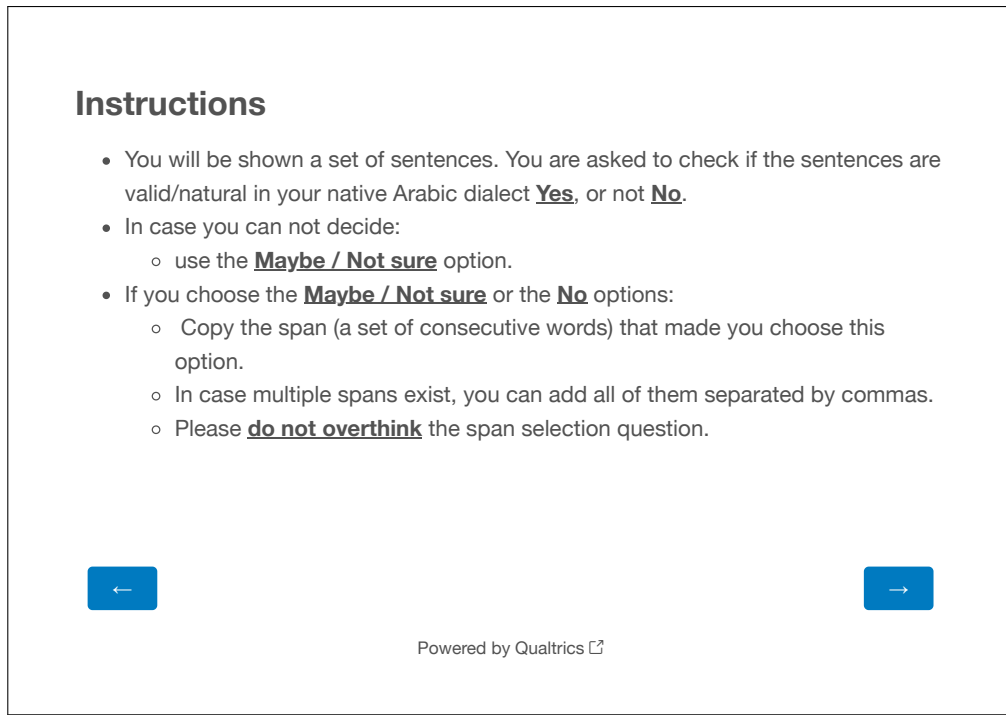 Instructions
• You will be shown a set of sentences. You are asked to check if the sentences are
valid/natural in your native Arabic dialect Yes, or not No.
• In case you can not decide:
◦ use the Maybe / Not sure option.
• If you choose the Maybe / Not sure or the No options:
◦ Copy the span (a set of consecutive words) that made you choose this
option.
◦ In case multiple spans exist, you can add all of them separated by commas.
◦ Please do not overthink the span selection question.
← →
Powered by Qualtrics